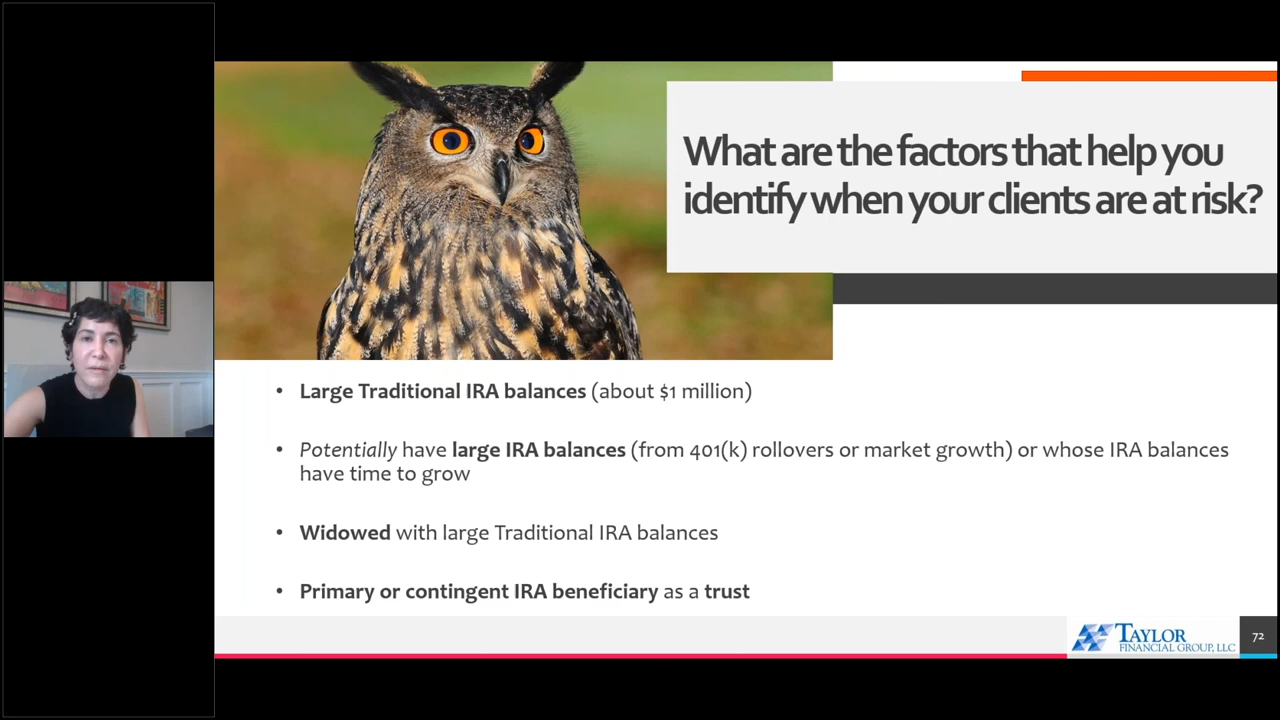 What are the factors that help you
identify when your clients are at risk?
• Large Traditional IRA balances (about $1 million)
• Potentially have large IRA balances (from 401(k) rollovers or market growth) or whose IRA balances
have time to grow
• Widowed with large Traditional IRA balances
• Primary or contingent IRA beneficiary as a trust
TAYLOR
FINANCIAL GROUP, LLC
72